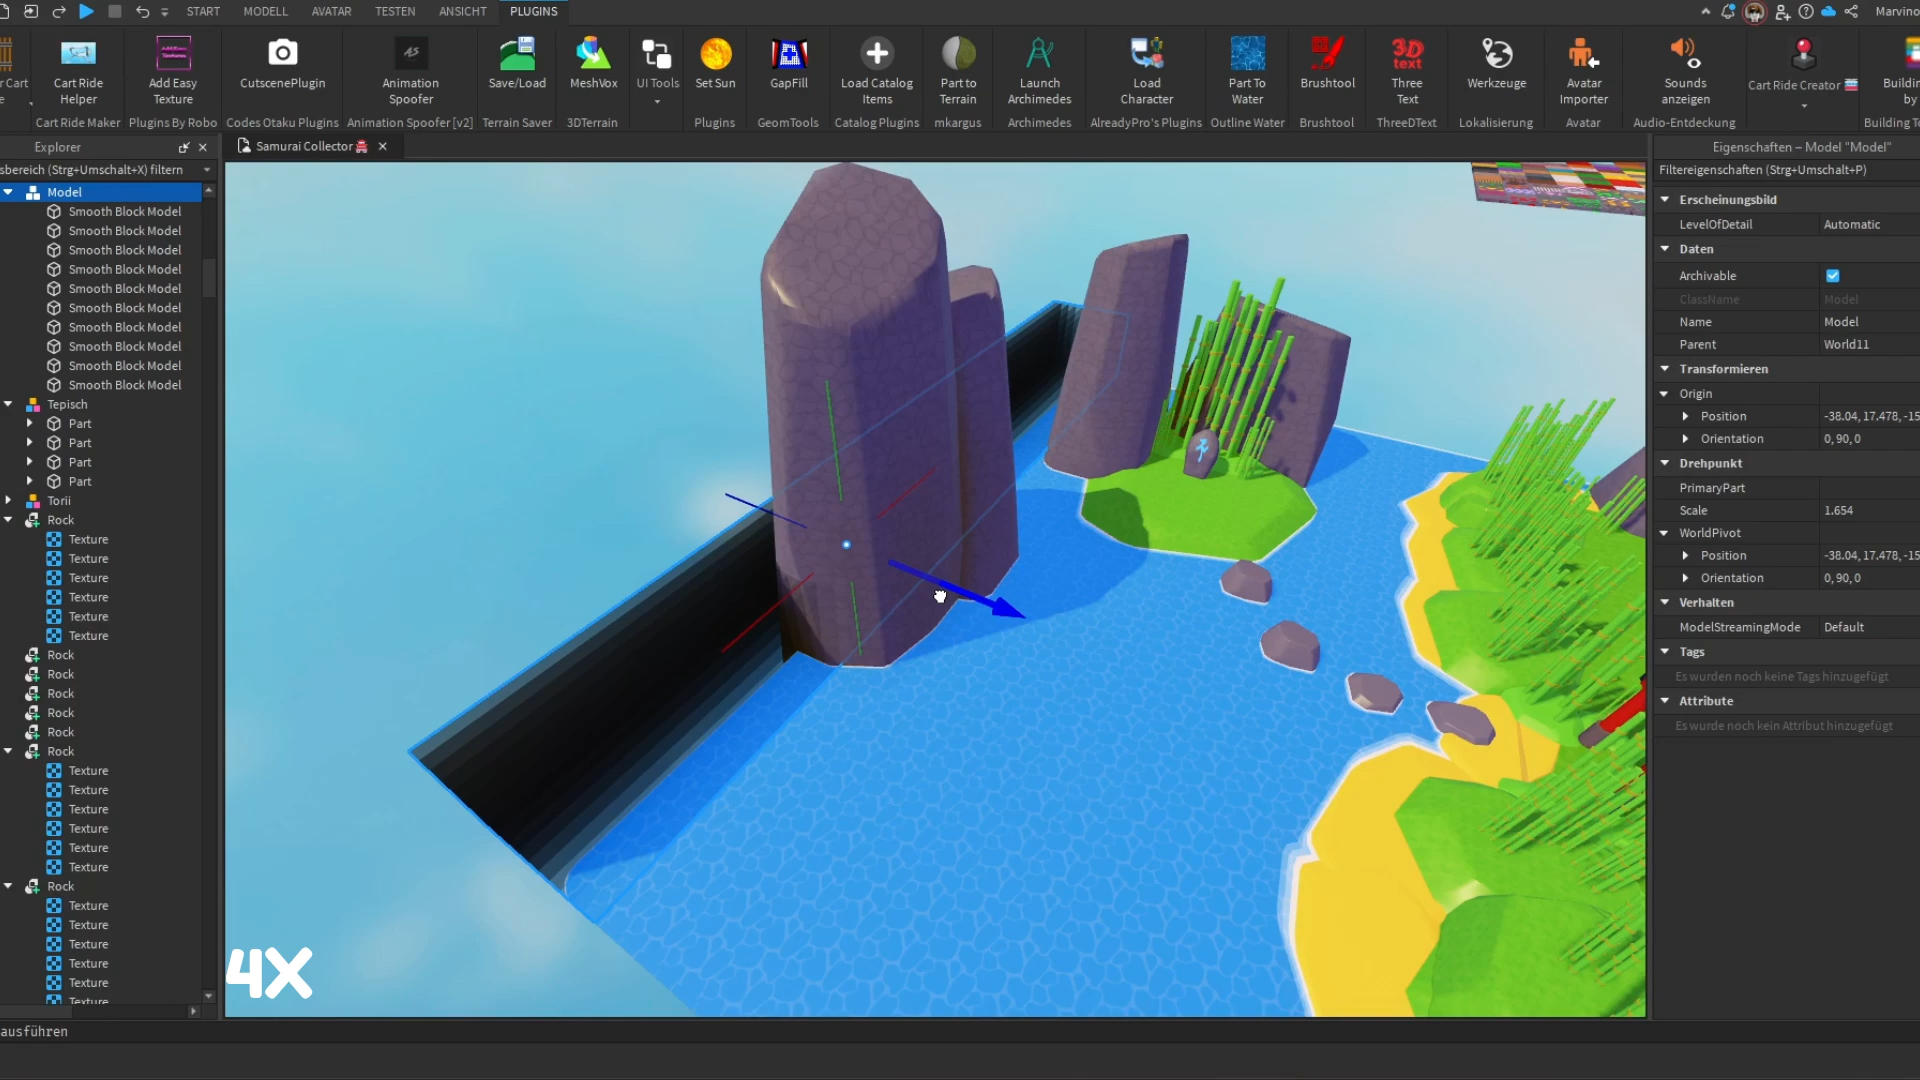 START MODELL AVATAR TESTEN ANSICHT PLUGINS
Marvino
Cart Ride Helper
Add Easy Texture
CutscenePlugin
AS
Animation Spoofer
Save/Load
MeshVox
UI Tools
Set Sun
GapFill
Load Catalog Items
Part to Terrain
Launch Archimedes
Load Character
Part To Water
Brushtool
3D text
Three Text
Werkzeuge
Avatar Importer
Sounds anzeigen
Cart Ride Creator
Cart Ride Maker Plugins By Robo Codes Otaku Plugins Animation Spoofer [v2] Terrain Saver 3DTerrain Plugins GeomTools Catalog Plugins mkargus Archimedes AlreadyPro's Plugins Outline Water Brushtool ThreeDText Lokalisierung Avatar Audio-Entdeckung
Explorer
Samurai Collector
Eigenschaften – Model "Model"
sbereich (Strg+Umschalt+X) filtern
Filtereigenschaften (Strg+Umschalt+P)
Model
Smooth Block Model
Smooth Block Model
Smooth Block Model
Smooth Block Model
Smooth Block Model
Smooth Block Model
Smooth Block Model
Smooth Block Model
Smooth Block Model
Smooth Block Model
Tepisch
Part
Part
Part
Part
Torii
Rock
Texture
Texture
Texture
Texture
Texture
Texture
Rock
Rock
Rock
Rock
Rock
Rock
Texture
Texture
Texture
Texture
Texture
Texture
Rock
Texture
Texture
Texture
Texture
Texture
Texture
Erscheinungsbild
LevelOfDetail Automatic
Daten
Archivable
ClassName Model
Name Model
Parent World11
Transformieren
Origin
Position -38.04, 17.478, -15
Orientation 0, 90, 0
Drehpunkt
PrimaryPart
Scale 1.654
WorldPivot
Position -38.04, 17.478, -15
Orientation 0, 90, 0
Verhalten
ModelStreamingMode Default
Tags
Es wurden noch keine Tags hinzugefügt
Attribute
Es wurde noch kein Attribut hinzugefügt
4X
ausführen